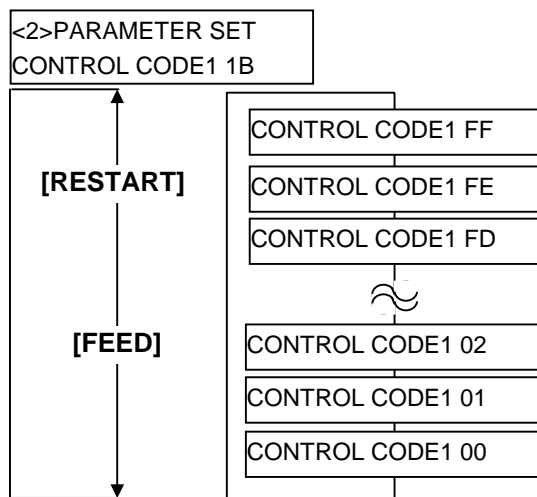 <2>PARAMETER SET
CONTROL CODE1 1B
CONTROL CODE1 FF
[RESTART]
CONTROL CODE1 FE
CONTROL CODE1 FD
[FEED]
CONTROL CODE1 02
CONTROL CODE1 01
CONTROL CODE1 00